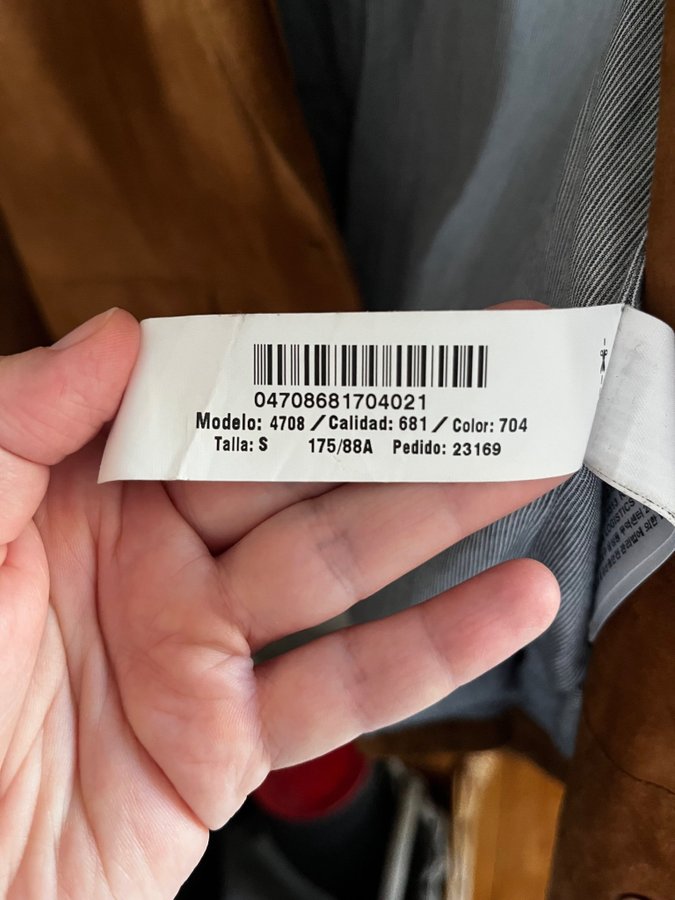 04708681704021
Modelo: 4708 / Calidad: 681 / Color: 704
Talla: S 175/88A Pedido: 23169